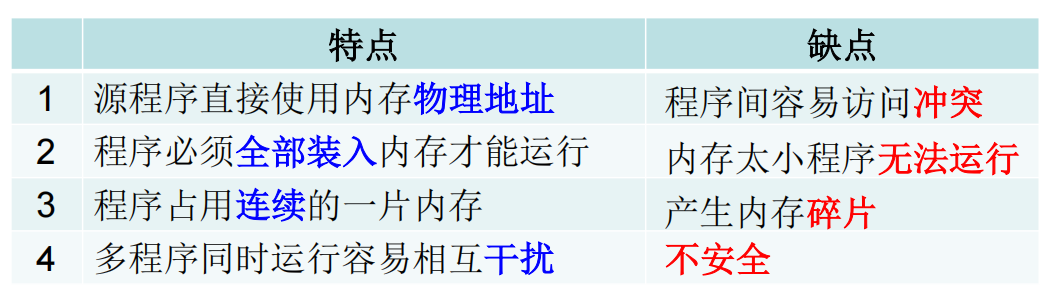 特点 缺点
1 源程序直接使用内存物理地址 程序间容易访问冲突
2 程序必须全部装入内存才能运行 内存太小程序无法运行
3 程序占用连续的一片内存 产生内存碎片
4 多程序同时运行容易相互干扰 不安全